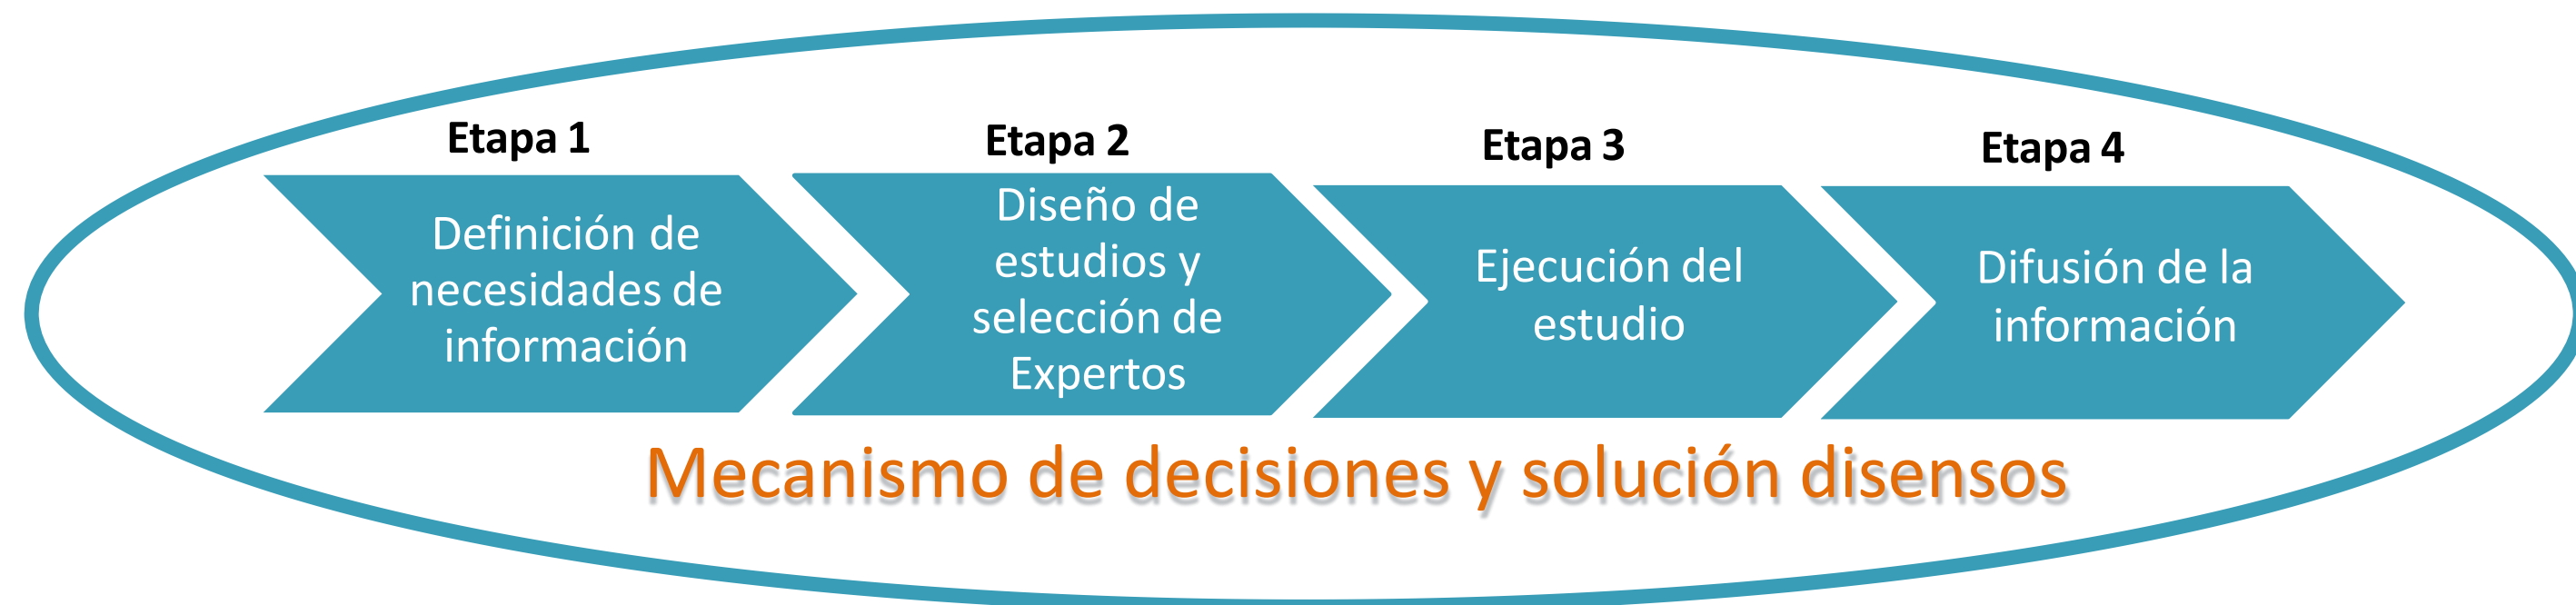 Etapa 1
Definición de
necesidades de
información
Etapa 2
Diseño de
estudios y
selección de
Expertos
Etapa 3
Ejecución del
estudio
Etapa 4
Difusión de la
información
Mecanismo de decisiones y solución disensos